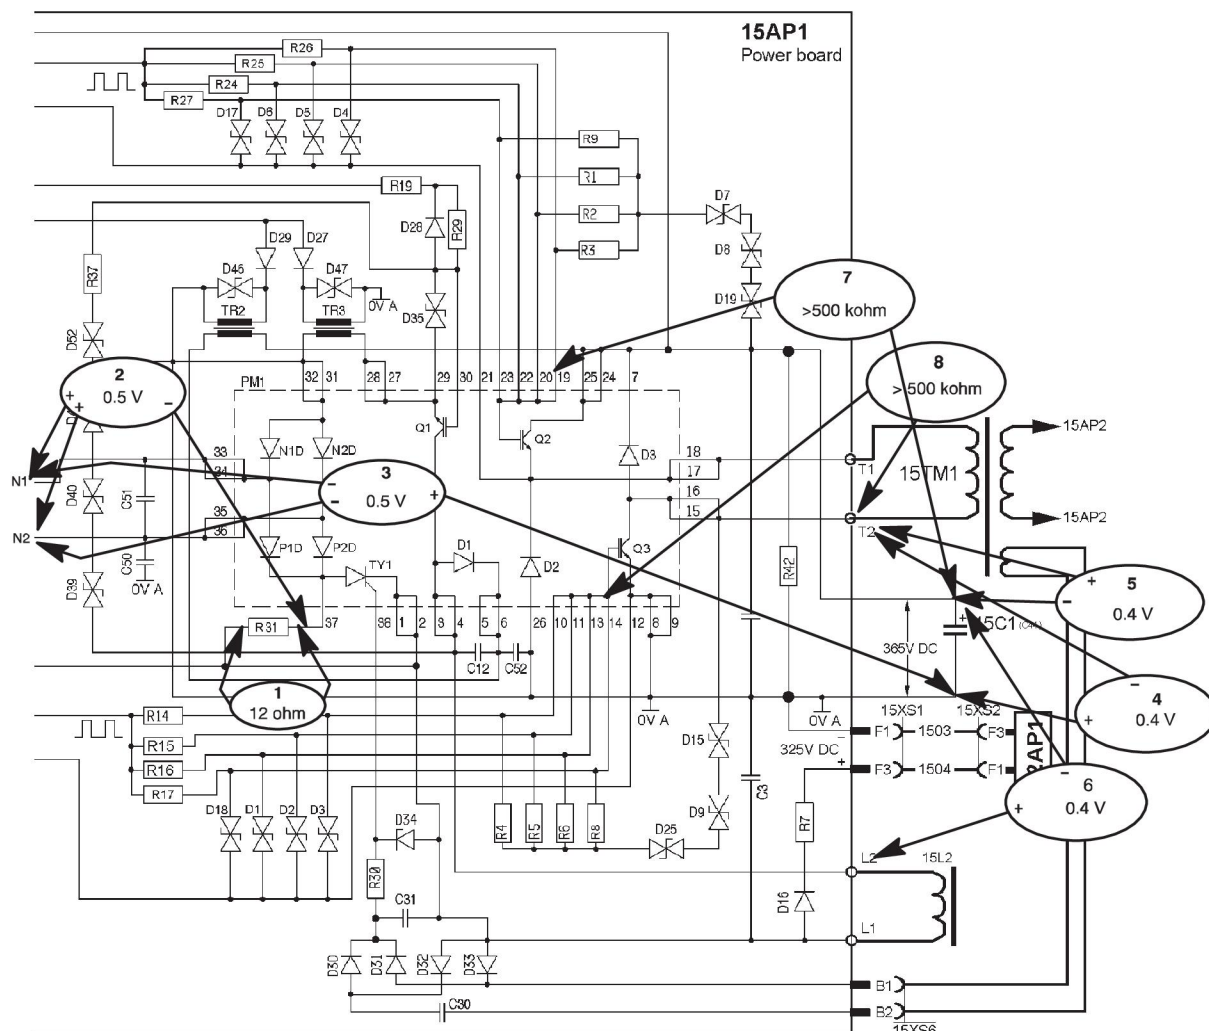 15AP1
Power board
R26
R25
R24
R27
D17
D6
D5
D4
R9
R1
R2
R3
R19
D28
R29
D7
D8
D19
D29
D27
R37
D46
D47
TR2
TR3
0V A
D35
D52
7
>500 kohm
8
> 500 kohm
2
+
0.5 V
+
−
PM1
32
31
28
27
29
30
21
23
22
20
19
25
24
7
Q1
Q2
N1D
N2D
D3
33
34
18
17
16
15
T1
15TM1
T2
15AP2
15AP2
N1
N2
D40
C51
35
36
3
−
−
0.5 V
+
P1D
P2D
TY1
D1
D2
Q3
C50
0V A
D39
R42
5
+
−
0.4 V
R31
37
38
1
2
3
4
5
6
26
10
11
13
14
12
8
9
C12
C52
+
15C1
365V DC
1
12 ohm
4
−
+
0.4 V
0V A
0V A
R14
R15
R16
R17
D18
D1
D2
D3
D15
D9
C3
15XS1
15XS2
−
F1
1503
F3
325V DC
+
F3
1504
F1
2AP1
6
−
+
0.4 V
D34
R4
R5
R6
R8
D25
R7
R30
C31
D16
L2
15L2
L1
D30
D31
D32
D33
C30
B1
B2
15XS6